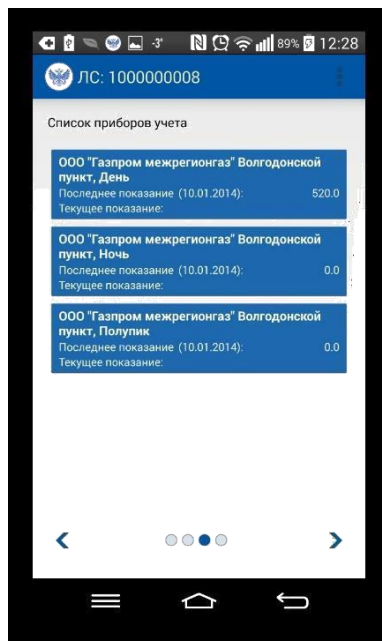 -3° 89% 12:28
ЛС: 1000000008
Список приборов учета
ООО "Газпром межрегионгаз" Волгодонской
пункт, День
Последнее показание (10.01.2014): 520.0
Текущее показание:
ООО "Газпром межрегионгаз" Волгодонской
пункт, Ночь
Последнее показание (10.01.2014): 0.0
Текущее показание:
ООО "Газпром межрегионгаз" Волгодонской
пункт, Полупик
Последнее показание (10.01.2014): 0.0
Текущее показание: